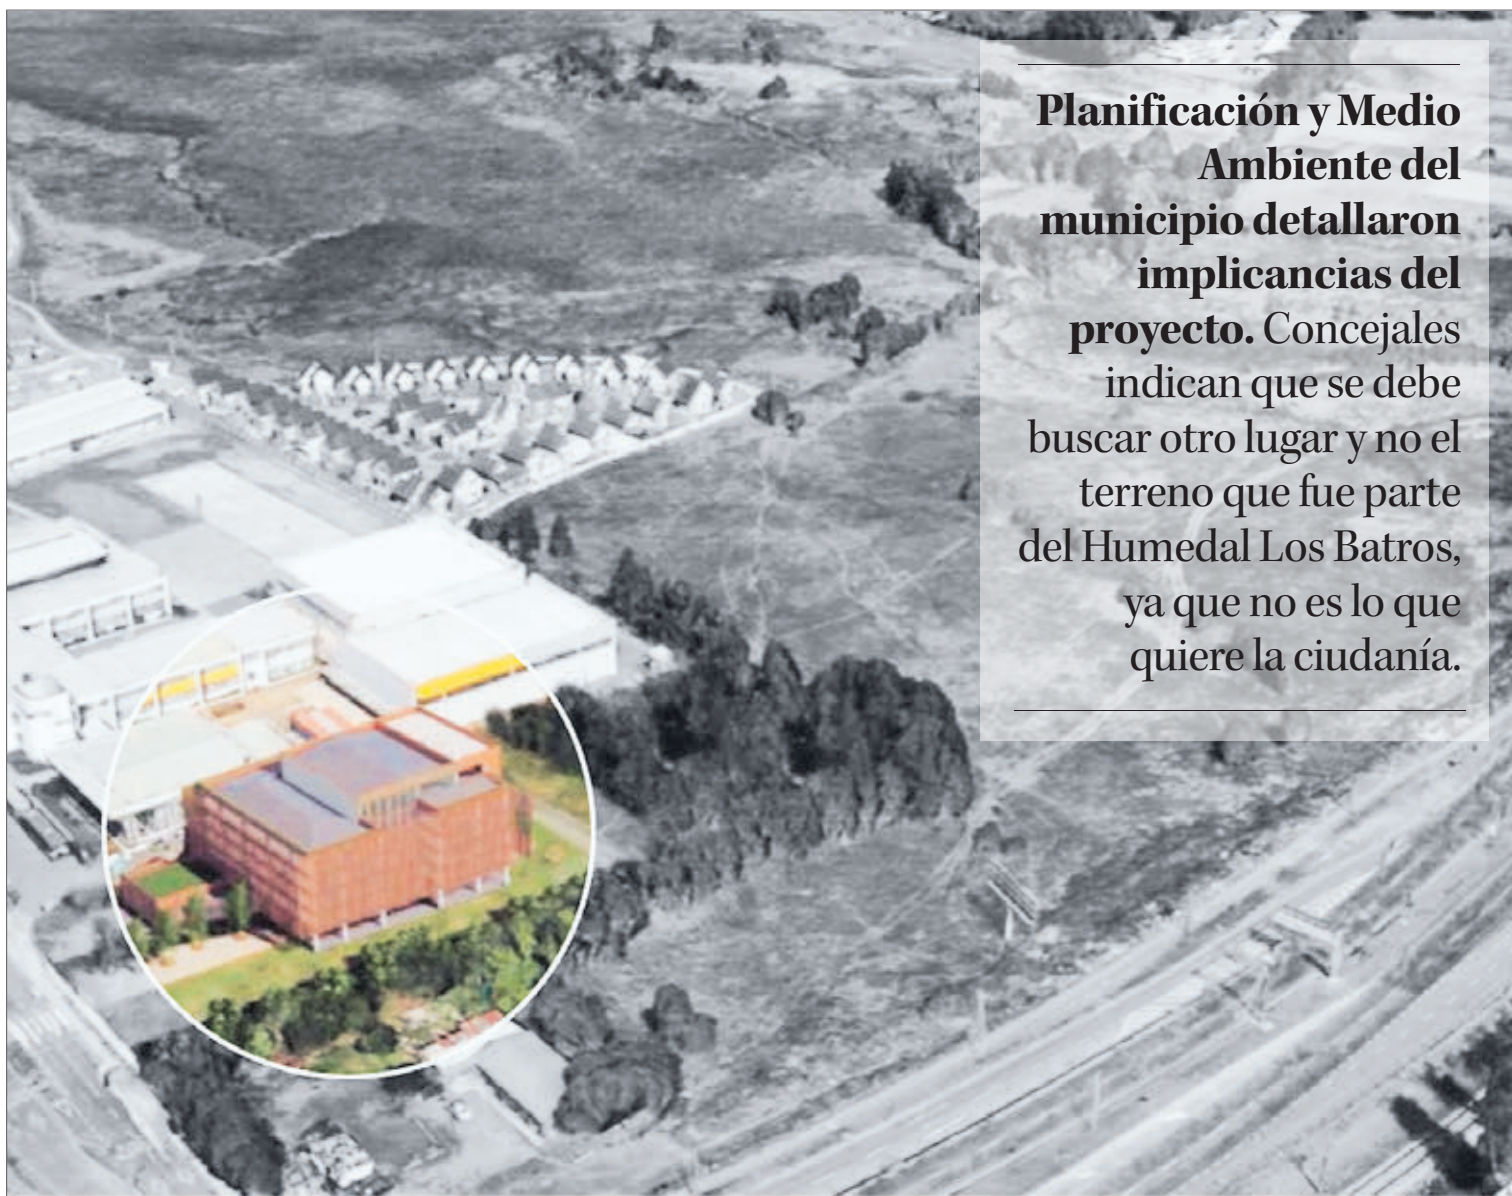 Planificación y Medio
Ambiente del
municipio detallaron
implicancias del
proyecto. Concejales
indican que se debe
buscar otro lugar y no el
terreno que fue parte
del Humedal Los Batros,
ya que no es lo que
quiere la ciudanía.